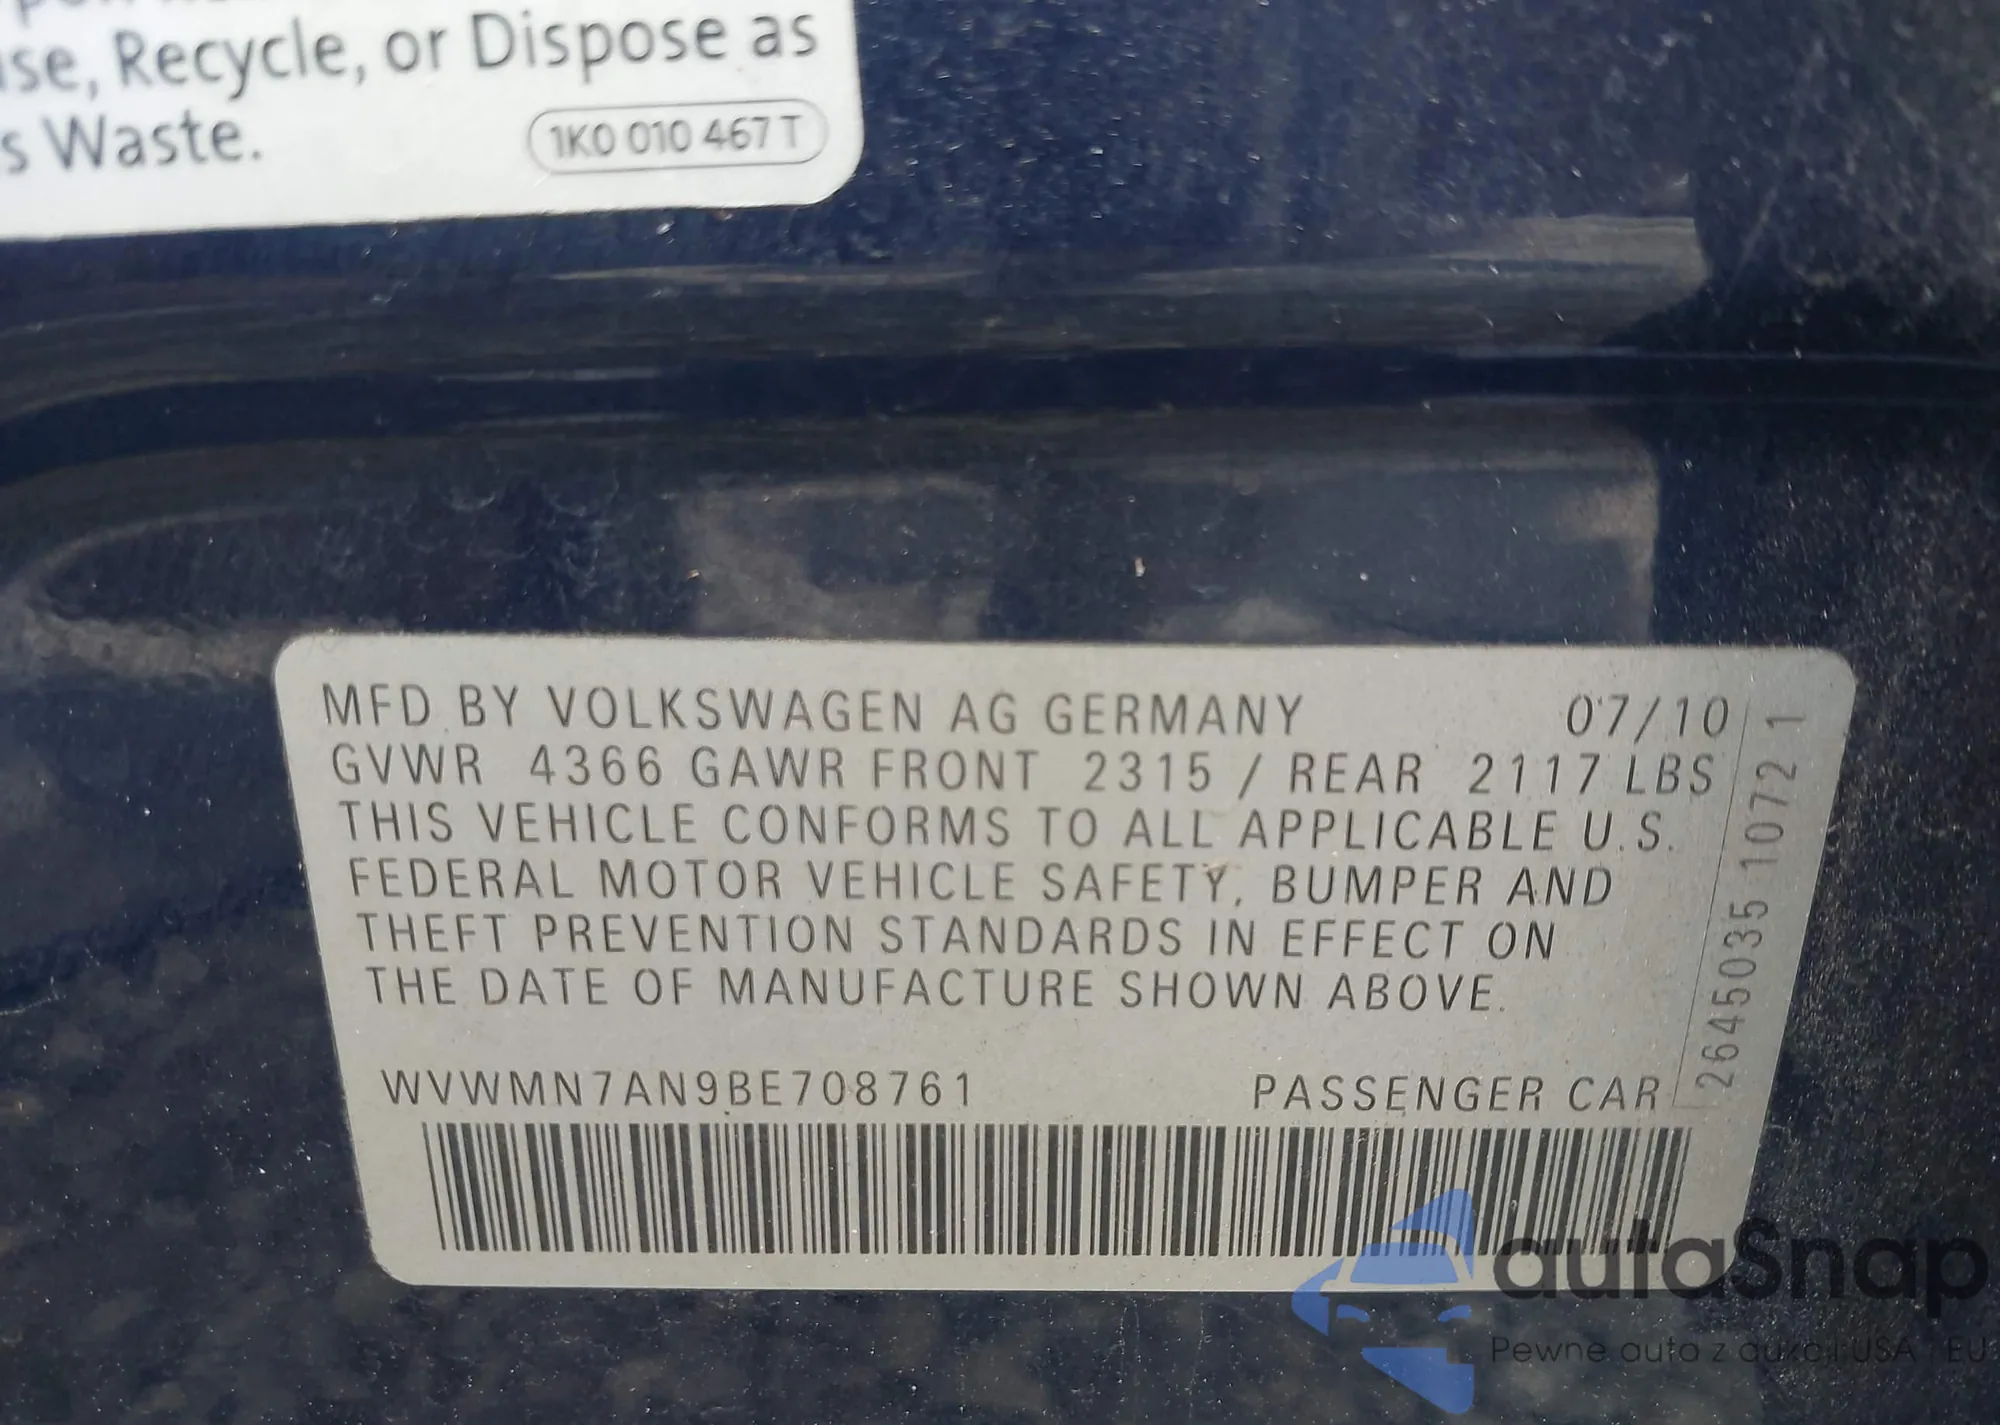 se, Recycle, or Dispose as
s Waste.
1K0 010 467 T
MFD. BY VOLKSWAGEN AG GERMANY 07/10
GVWR 4366 GAWR FRONT 2315 / REAR 2117 LBS
THIS VEHICLE CONFORMS TO ALL APPLICABLE U.S.
FEDERAL MOTOR VEHICLE SAFETY, BUMPER AND
THEFT PREVENTION STANDARDS IN EFFECT ON
THE DATE OF MANUFACTURE SHOWN ABOVE.
WVWMN7AN9BE708761 PASSENGER CAR
2645035 1072 1
autaSnap
Pewne auta z aukcji USA i EU